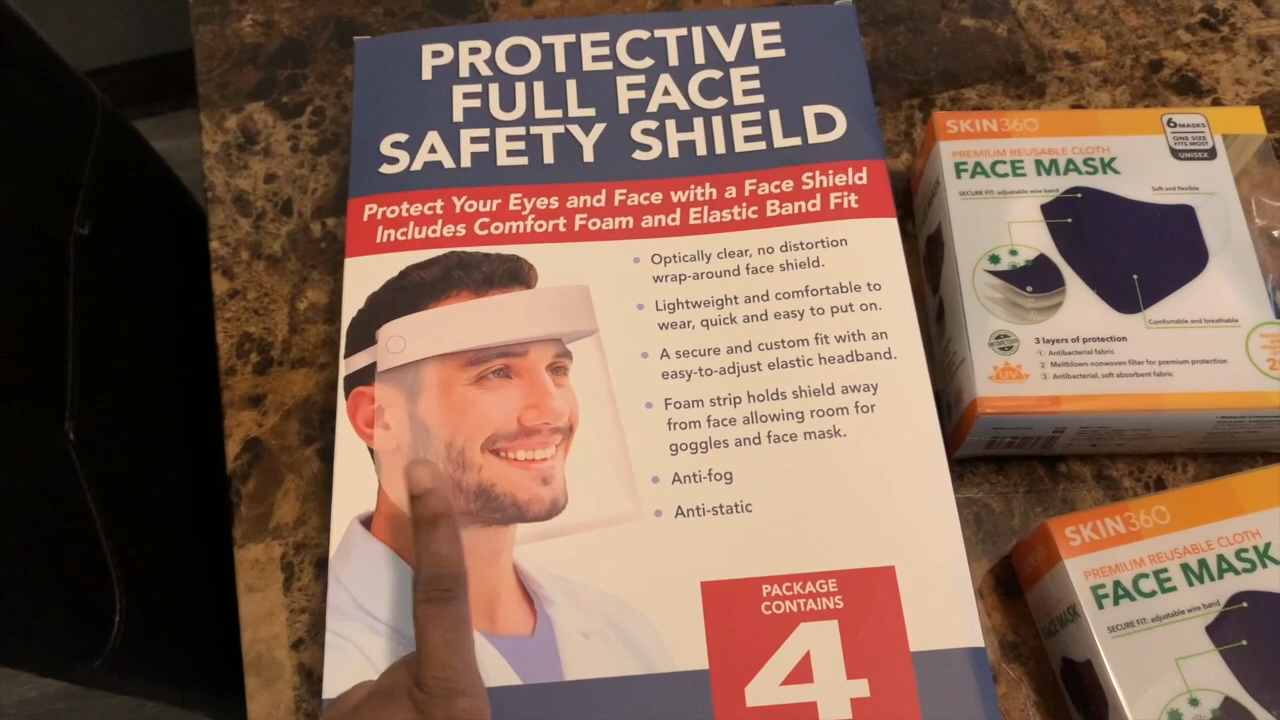 PROTECTIVE
FULL FACE
SAFETY SHIELD
Protect Your Eyes and Face with a Face Shield
Includes Comfort Foam and Elastic Band Fit
Optically clear, no distortion
wrap-around face shield.
Lightweight and comfortable to
wear, quick and easy to put on.
A secure and custom fit with an
easy-to-adjust elastic headband.
Foam strip holds shield away
from face allowing room for
goggles and face mask.
Anti-fog
Anti-static
PACKAGE
CONTAINS
4
SKIN360
6 MASKS
ONE SIZE
FITS MOST
UNISEX
PREMIUM REUSABLE CLOTH
FACE MASK
SECURE FIT: adjustable wire band
Soft and flexible
Comfortable and breathable
3 layers of protection
1 Antibacterial fabric
2 Meltblown nonwoven filter for premium protection
3 Antibacterial, soft absorbent fabric
UV
SKIN360
PREMIUM REUSABLE CLOTH
FACE MASK
SECURE FIT: adjustable wire band
FACE MASK